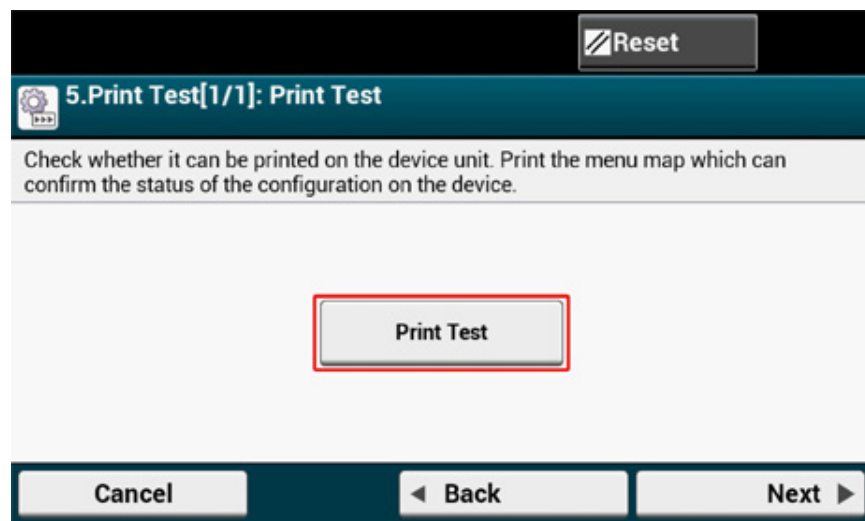 Reset
5.Print Test[1/1]: Print Test
Check whether it can be printed on the device unit. Print the menu map which can
confirm the status of the configuration on the device.
Print Test
Cancel
Back
Next